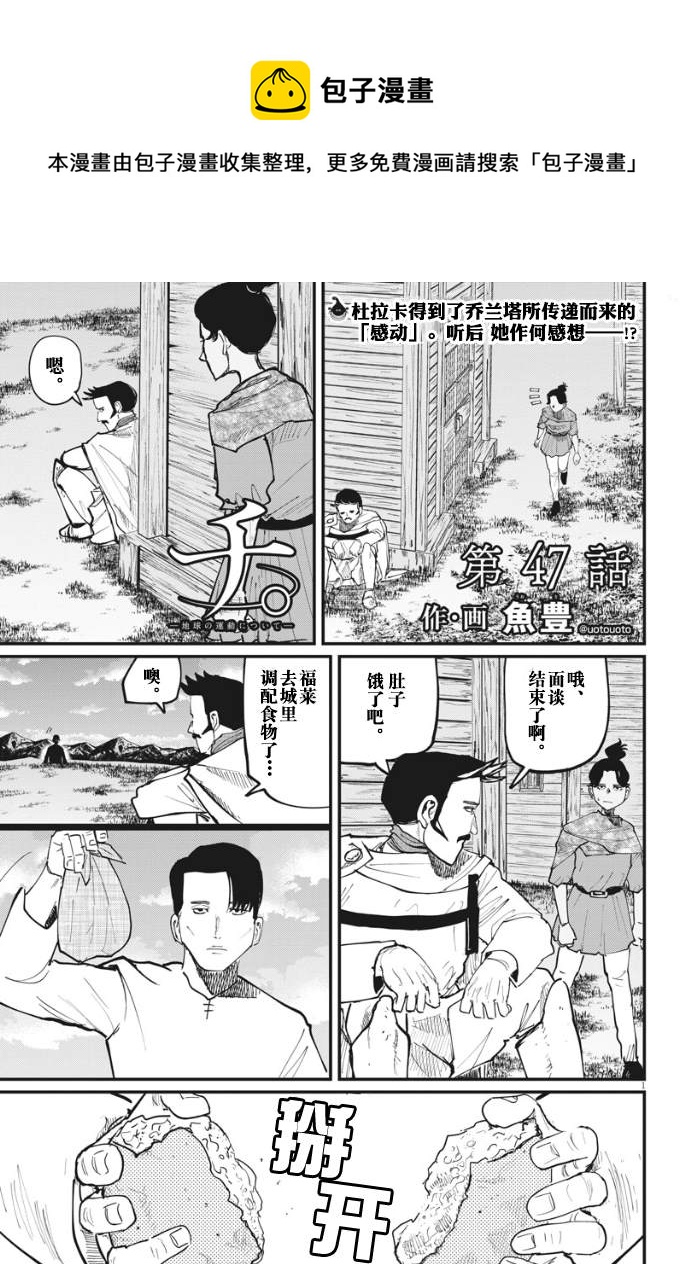 包子漫畫
本漫畫由包子漫畫收集整理，更多免費漫画請搜索「包子漫畫」
杜拉卡得到了乔兰塔所传递而来的
「感动」。听后 她作何感想——!?
第47話
作・画 魚豊
@uotouoto
嗯。
チ。
—地球の運動について—
哦、
面谈
结束了啊。
肚子
饿了吧。
1
福莱
去城里
调配食物了…
噢。
掰
开